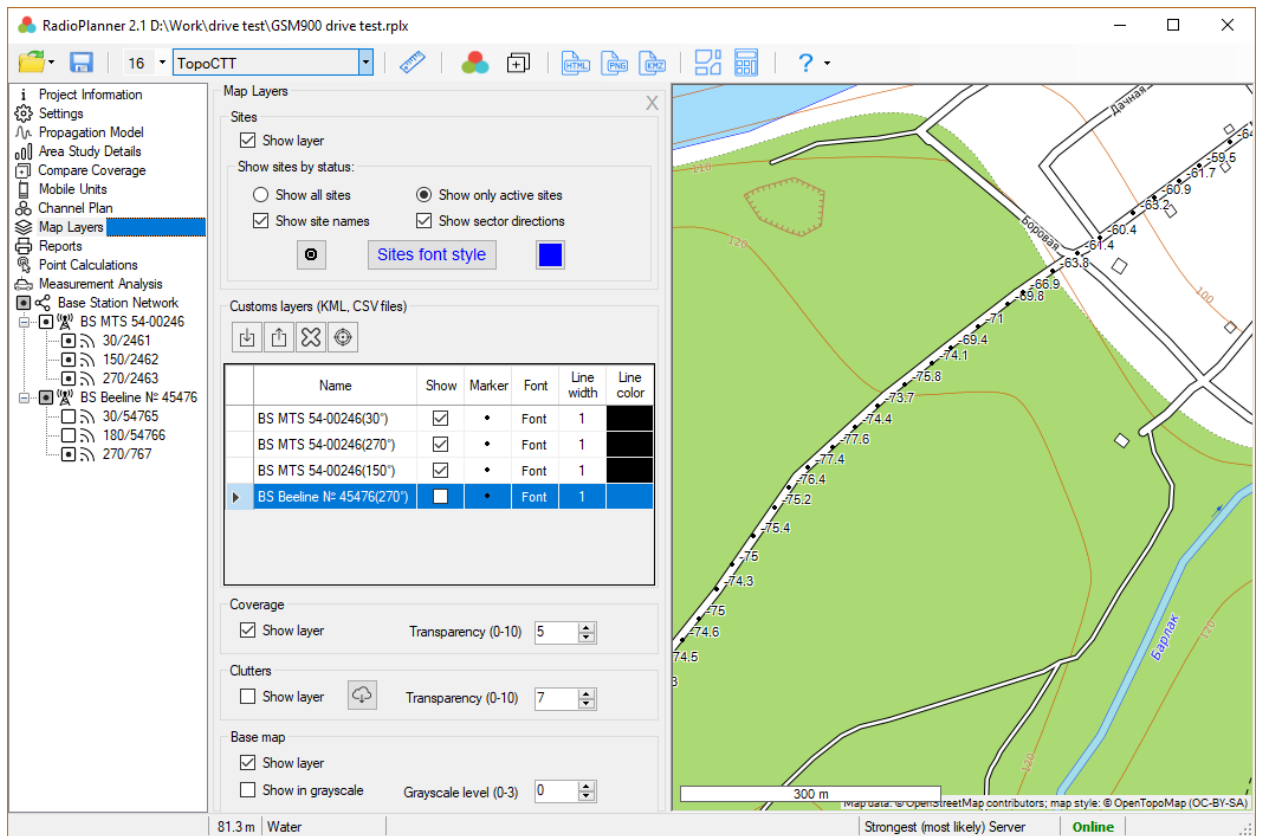 RadioPlanner 2.1 D:\Work\drive test\GSM900 drive test.rplx
16 TopoCTT
HTML PNG KMZ ?
Project Information
Settings
Propagation Model
Area Study Details
Compare Coverage
Mobile Units
Channel Plan
Map Layers
Reports
Point Calculations
Measurement Analysis
Base Station Network
BS MTS 54-00246
30/2461
150/2462
270/2463
BS Beeline № 45476
30/54765
180/54766
270/767
Map Layers
X
Sites
Show layer
Show sites by status:
Show all sites Show only active sites
Show site names Show sector directions
Sites font style
Customs layers (KML, CSV files)
Name Show Marker Font Line width Line color
BS MTS 54-00246(30°) Font 1
BS MTS 54-00246(270°) Font 1
BS MTS 54-00246(150°) Font 1
BS Beeline № 45476(270°) Font 1
Coverage
Show layer Transparency (0-10) 5
Clutters
Show layer Transparency (0-10) 7
Base map
Show layer
Show in grayscale Grayscale level (0-3) 0
Дачная
-64
-59.5
-61.7
-60.9
-63.2
-60.4
-61.4
Боровая
-63.8
110
120
100
-66.9
-69.8
-71
-69.4
-74.1
-75.8
-73.7
-74.4
-77.6
-77.4
-76.4
-75.2
-75.4
-75
-74.3
-75
-74.6
74.5
3
120
Барлак
120
120
300 m
Map data: © OpenStreetMap contributors; map style: © OpenTopoMap (CC-BY-SA)
81.3 m Water Strongest (most likely) Server Online